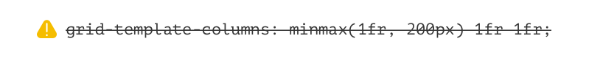 grid-template-columns: minmax(1fr, 200px) 1fr 1fr;